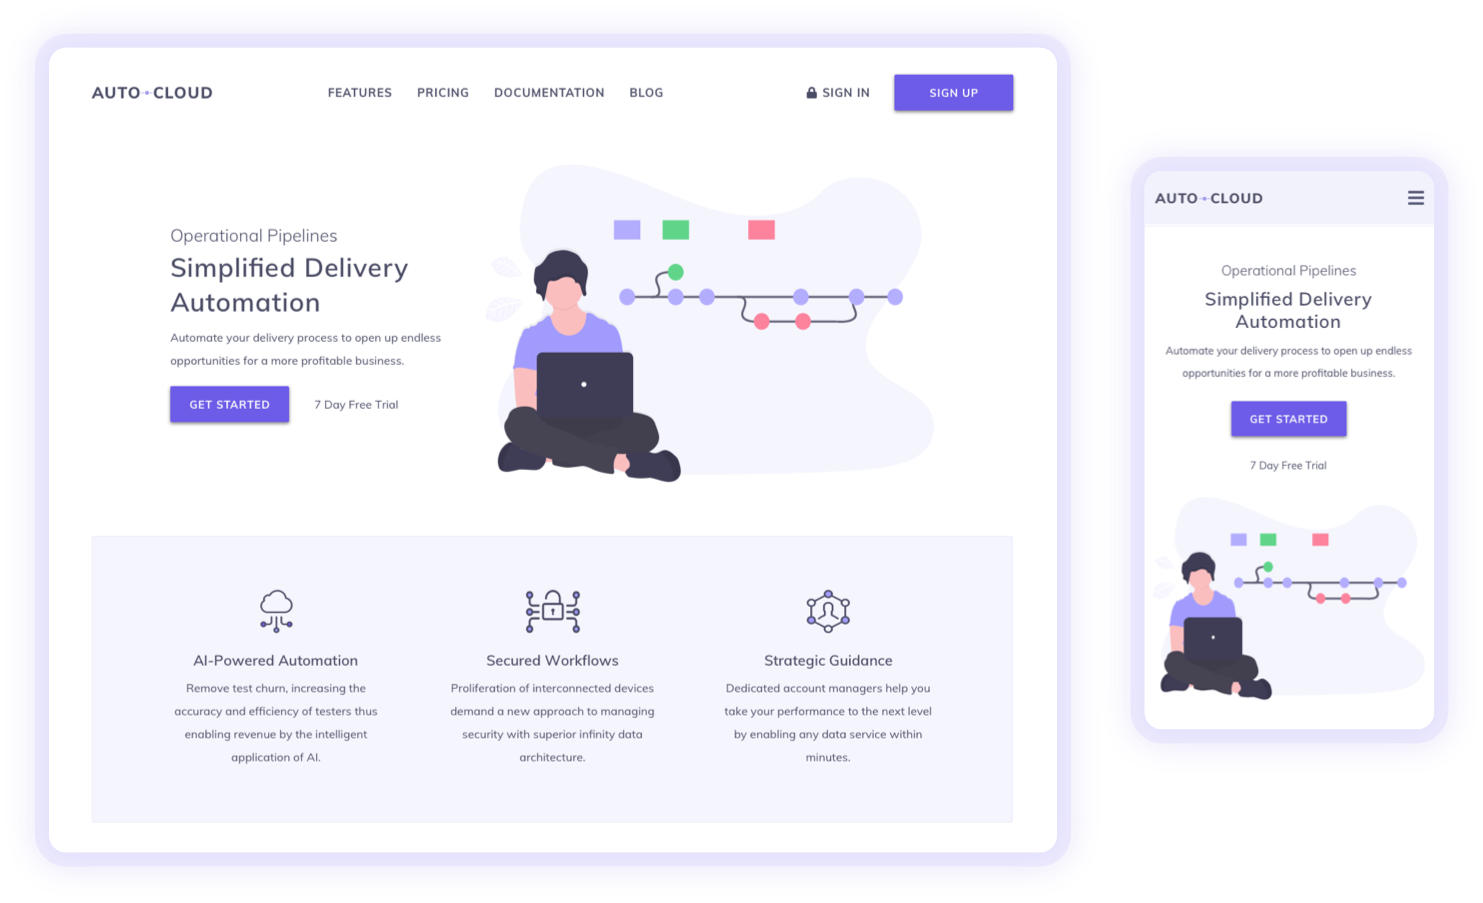 AUTO CLOUD
FEATURES PRICING DOCUMENTATION BLOG
SIGN IN
SIGN UP
Operational Pipelines
Simplified Delivery
Automation
Automate your delivery process to open up endless
opportunities for a more profitable business.
GET STARTED
7 Day Free Trial
AI-Powered Automation
Remove test churn, increasing the
accuracy and efficiency of testers thus
enabling revenue by the intelligent
application of AI.
Secured Workflows
Proliferation of interconnected devices
demand a new approach to managing
security with superior infinity data
architecture.
Strategic Guidance
Dedicated account managers help you
take your performance to the next level
by enabling any data service within
minutes.
AUTO CLOUD
Operational Pipelines
Simplified Delivery
Automation
Automate your delivery process to open up endless
opportunities for a more profitable business.
GET STARTED
7 Day Free Trial